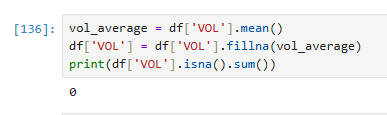 [136]: vol_average = df['VOL'].mean()
df['VOL'] = df['VOL'].fillna(vol_average)
print(df['VOL'].isna().sum())
0